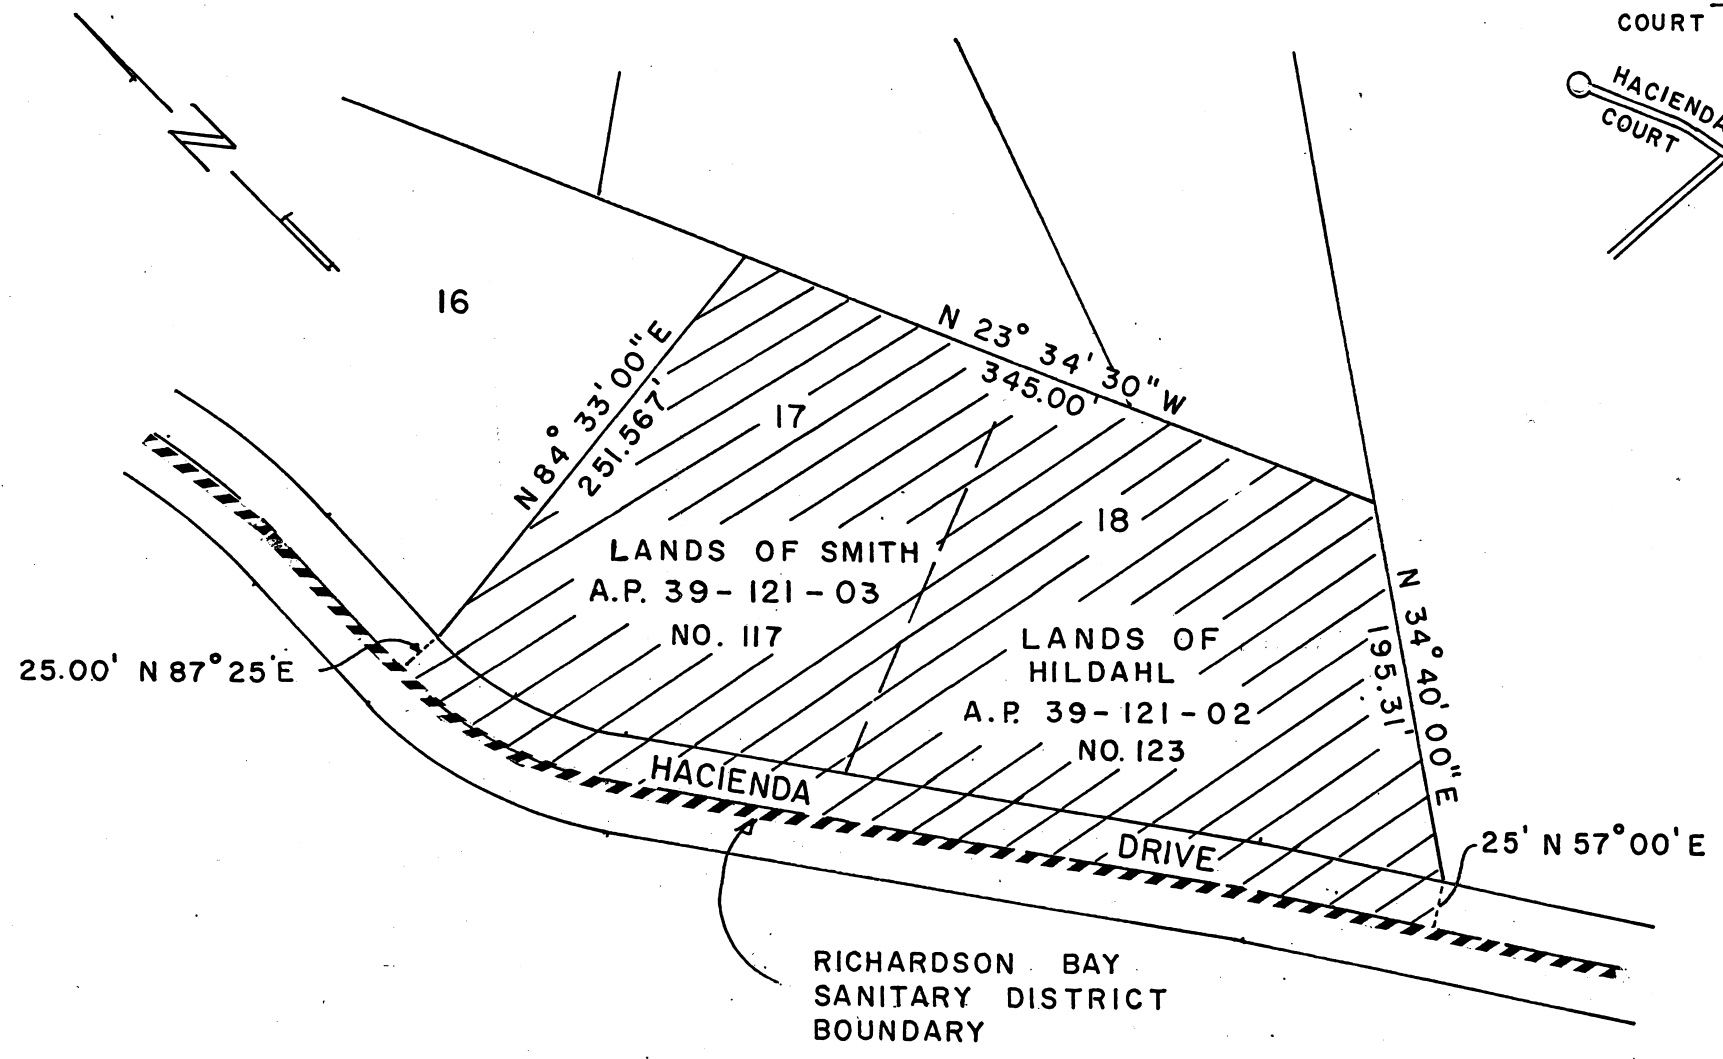 COURT
HACIENDA
COURT
N
16
N 84° 33' 00" E
251.567'
17
N 23° 34' 30" W
345.00'
18
LANDS OF SMITH
A.P. 39-121-03
NO. 117
LANDS OF
HILDAHL
A.P. 39-121-02
NO. 123
N 34° 40' 00" E
195.31'
25.00' N 87° 25' E
HACIENDA
DRIVE
25' N 57° 00' E
RICHARDSON BAY
SANITARY DISTRICT
BOUNDARY